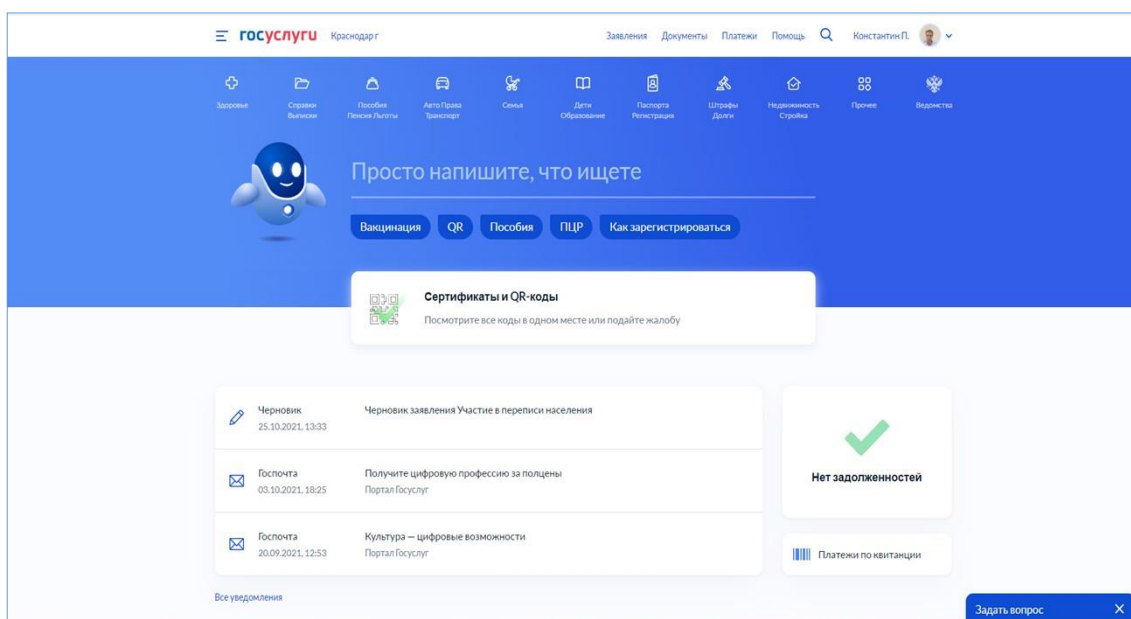 госуслуги Краснодар г Заявления Документы Платежи Помощь Константин П.
Здоровье
Справки
Выписки
Пособия
Пенсия Льготы
Авто Права
Транспорт
Семья
Дети
Образование
Паспорта
Регистрация
Штрафы
Долги
Недвижимость
Стройка
Прочее
Ведомства
Просто напишите, что ищете
Вакцинация QR Пособия ПЦР Как зарегистрироваться
Сертификаты и QR-коды
Посмотрите все коды в одном месте или подайте жалобу
Черновик Черновик заявления Участие в переписи населения
25.10.2021, 13:33
Госпочта Получите цифровую профессию за полцены
03.10.2021, 18:25 Портал Госуслуг
Госпочта Культура — цифровые возможности
20.09.2021, 12:53 Портал Госуслуг
Нет задолженностей
Платежи по квитанции
Все уведомления
Задать вопрос